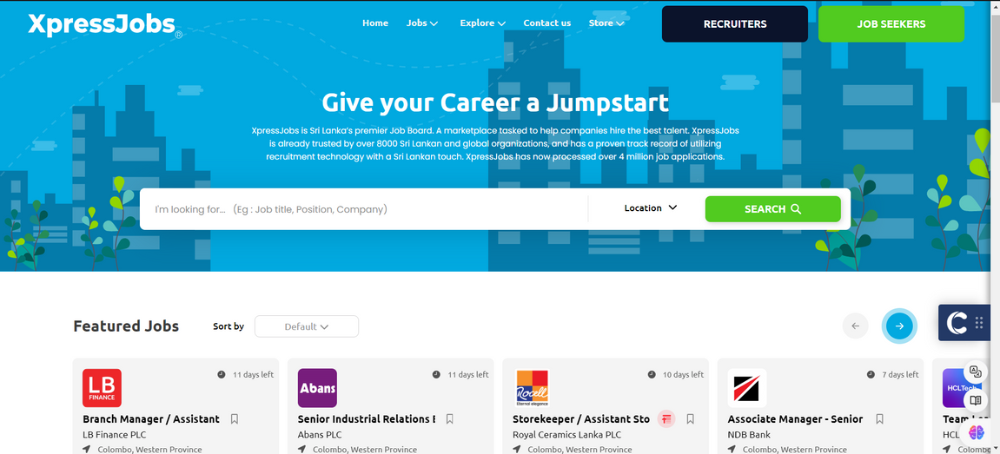 XpressJobs®
Home Jobs Explore Contact us Store RECRUITERS JOB SEEKERS
Give your Career a Jumpstart
XpressJobs is Sri Lanka's premier Job Board. A marketplace tasked to help companies hire the best talent. XpressJobs
is already trusted by over 8000 Sri Lankan and global organizations, and has a proven track record of utilizing
recruitment technology with a Sri Lankan touch. XpressJobs has now processed over 4 million job applications.
I'm looking for... (Eg : Job title, Position, Company) Location SEARCH
Featured Jobs Sort by Default
LB FINANCE
11 days left
Branch Manager / Assistant
LB Finance PLC
Colombo, Western Province
Abans
11 days left
Senior Industrial Relations E
Abans PLC
Colombo, Western Province
Rocell
Eternal elegance
10 days left
Storekeeper / Assistant Sto
Royal Ceramics Lanka PLC
Colombo, Western Province
7 days left
Associate Manager - Senior
NDB Bank
Colombo, Western Province
HCLTech
Team
HCL
Colombo